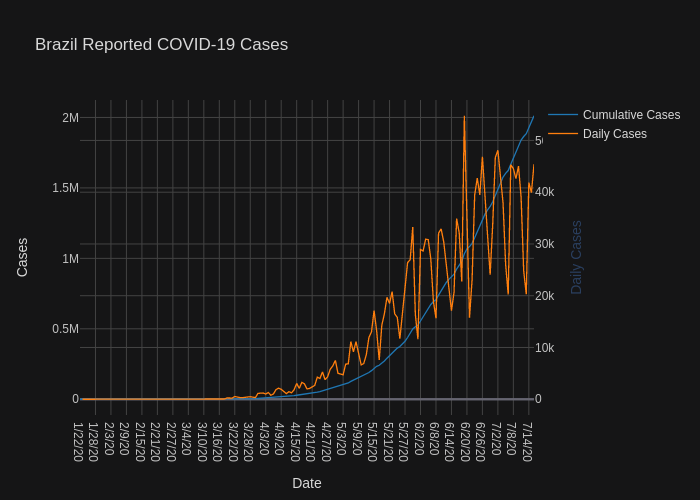 Brazil Reported COVID-19 Cases
Cumulative Cases
Daily Cases
2M
1.5M
1M
0.5M
0
Cases
40k
30k
20k
10k
0
Daily Cases
1/22/20
1/28/20
2/3/20
2/9/20
2/15/20
2/21/20
2/27/20
3/4/20
3/10/20
3/16/20
3/22/20
3/28/20
4/3/20
4/9/20
4/15/20
4/21/20
4/27/20
5/3/20
5/9/20
5/15/20
5/21/20
5/27/20
6/2/20
6/8/20
6/14/20
6/20/20
6/26/20
7/2/20
7/8/20
7/14/20
Date